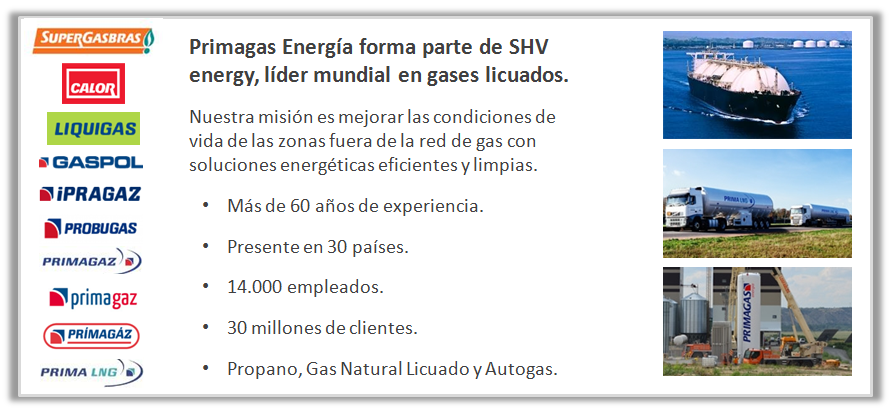 SUPERGASBRAS
CALOR
LIQUIGAS
GASPOL
iPRAGAZ
PROBUGAS
PRIMAGAZ
primagaz
PRÍMAGÁZ
PRIMA LNG
Primagas Energía forma parte de SHV
energy, líder mundial en gases licuados.
Nuestra misión es mejorar las condiciones de
vida de las zonas fuera de la red de gas con
soluciones energéticas eficientes y limpias.
• Más de 60 años de experiencia.
• Presente en 30 países.
• 14.000 empleados.
• 30 millones de clientes.
• Propano, Gas Natural Licuado y Autogas.
PRIMA LNG
PRIMAGAS